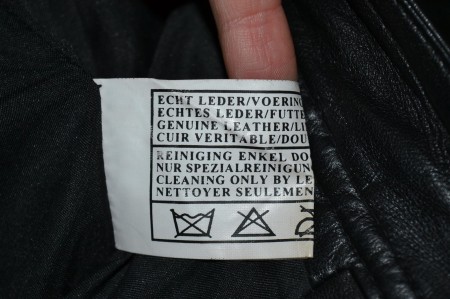 ECHT LEDER/VOERING
ECHTES LEDER/FUTTE
GENUINE LEATHER/LI
CUIR VERITABLE/DOU
REINIGING ENKEL DO
NUR SPEZIALREINIGUNG
CLEANING ONLY BY LE
NETTOYER SEULEMEN